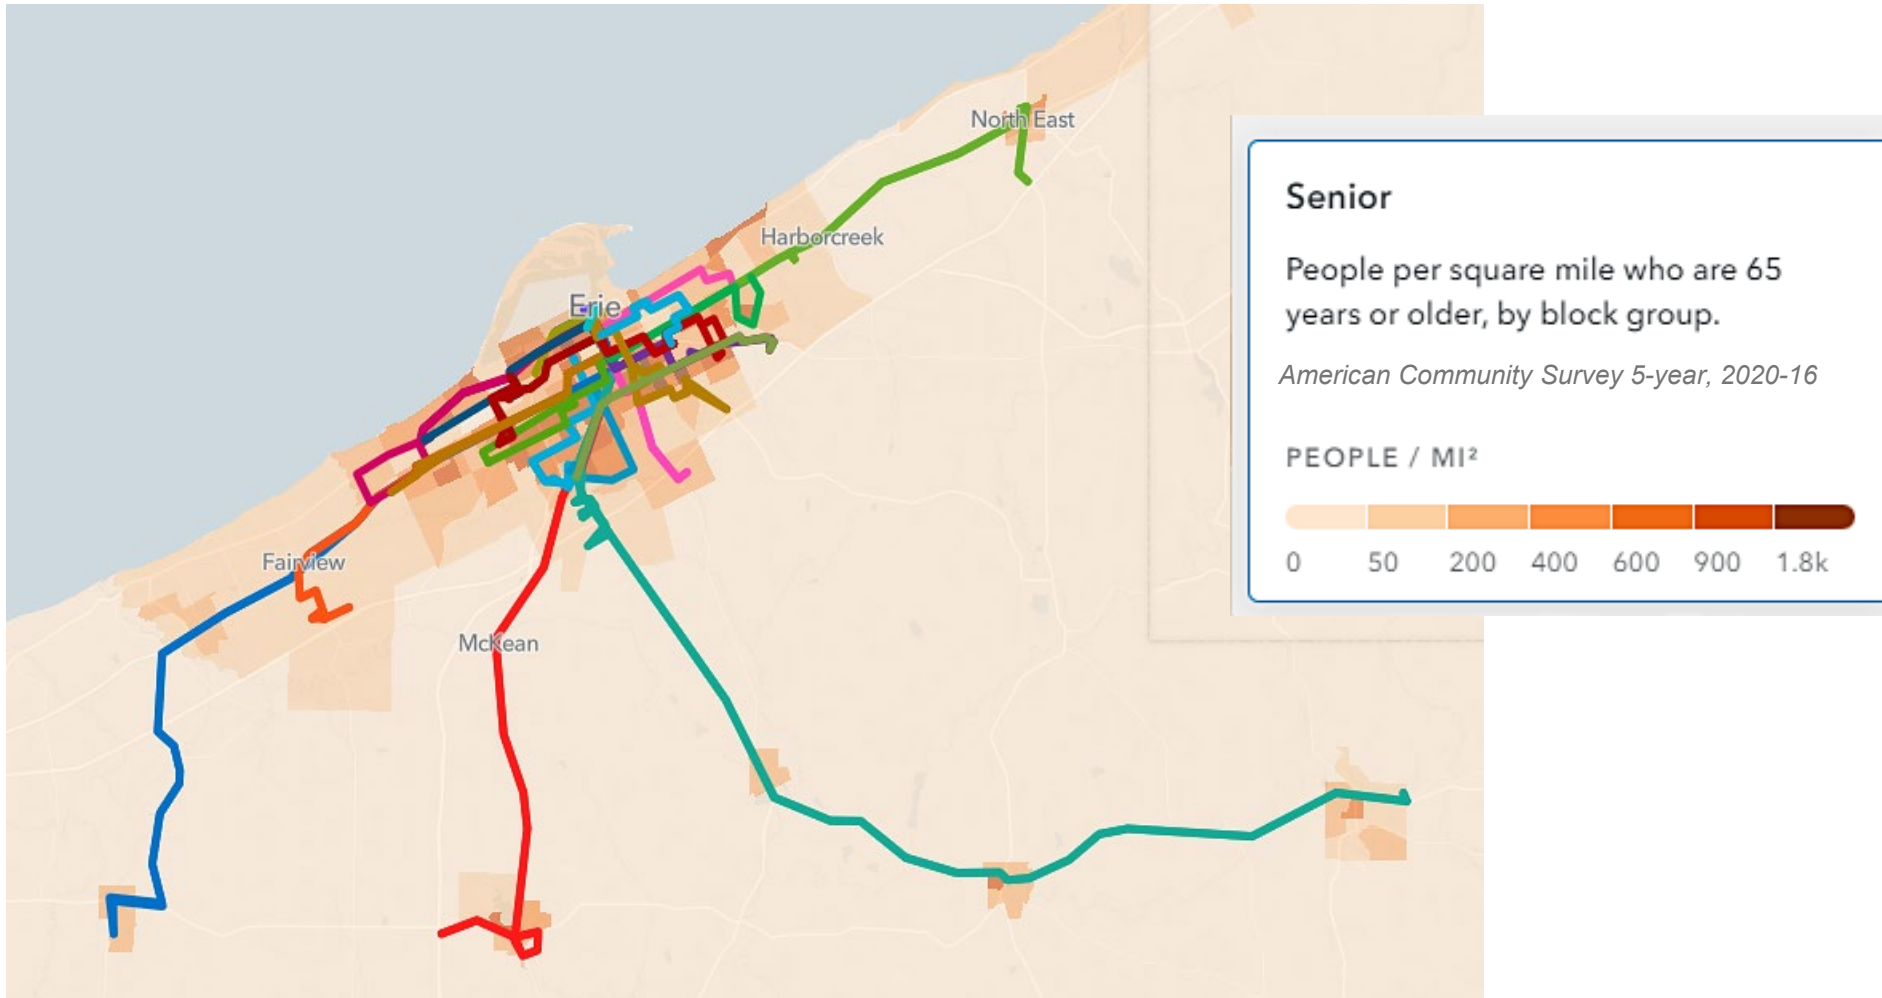 North East
Harborcreek
Erie
Fairview
McKean
Senior
People per square mile who are 65
years or older, by block group.
American Community Survey 5-year, 2020-16
PEOPLE / MI²
0 50 200 400 600 900 1.8k